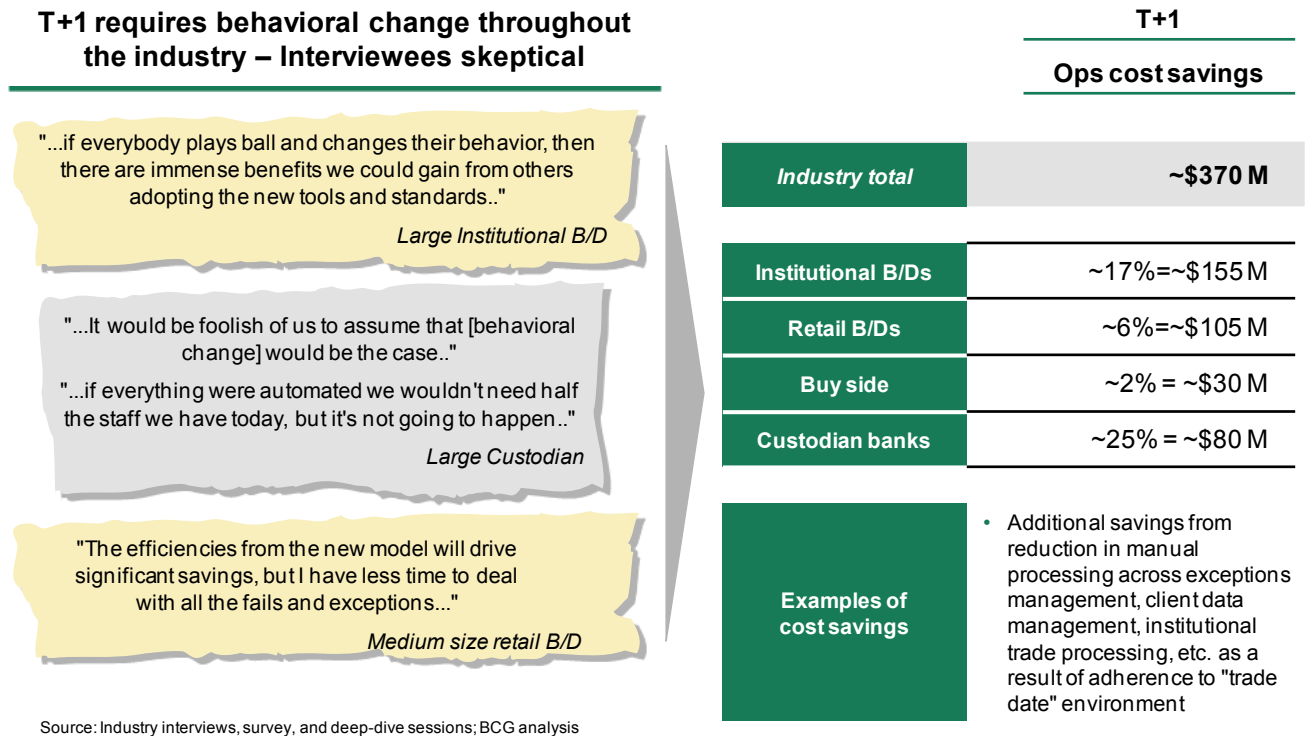 T+1 requires behavioral change throughout
the industry – Interviewees skeptical
"...if everybody plays ball and changes their behavior, then
there are immense benefits we could gain from others
adopting the new tools and standards.."
Large Institutional B/D
"...It would be foolish of us to assume that [behavioral
change] would be the case.."
"...if everything were automated we wouldn't need half
the staff we have today, but it's not going to happen.."
Large Custodian
"The efficiencies from the new model will drive
significant savings, but I have less time to deal
with all the fails and exceptions..."
Medium size retail B/D
T+1
Ops cost savings
Industry total ~$370 M
Institutional B/Ds ~17%=~$155 M
Retail B/Ds ~6%=~$105 M
Buy side ~2% = ~$30 M
Custodian banks ~25% = ~$80 M
Examples of
cost savings
• Additional savings from
reduction in manual
processing across exceptions
management, client data
management, institutional
trade processing, etc. as a
result of adherence to "trade
date" environment
Source: Industry interviews, survey, and deep-dive sessions; BCG analysis